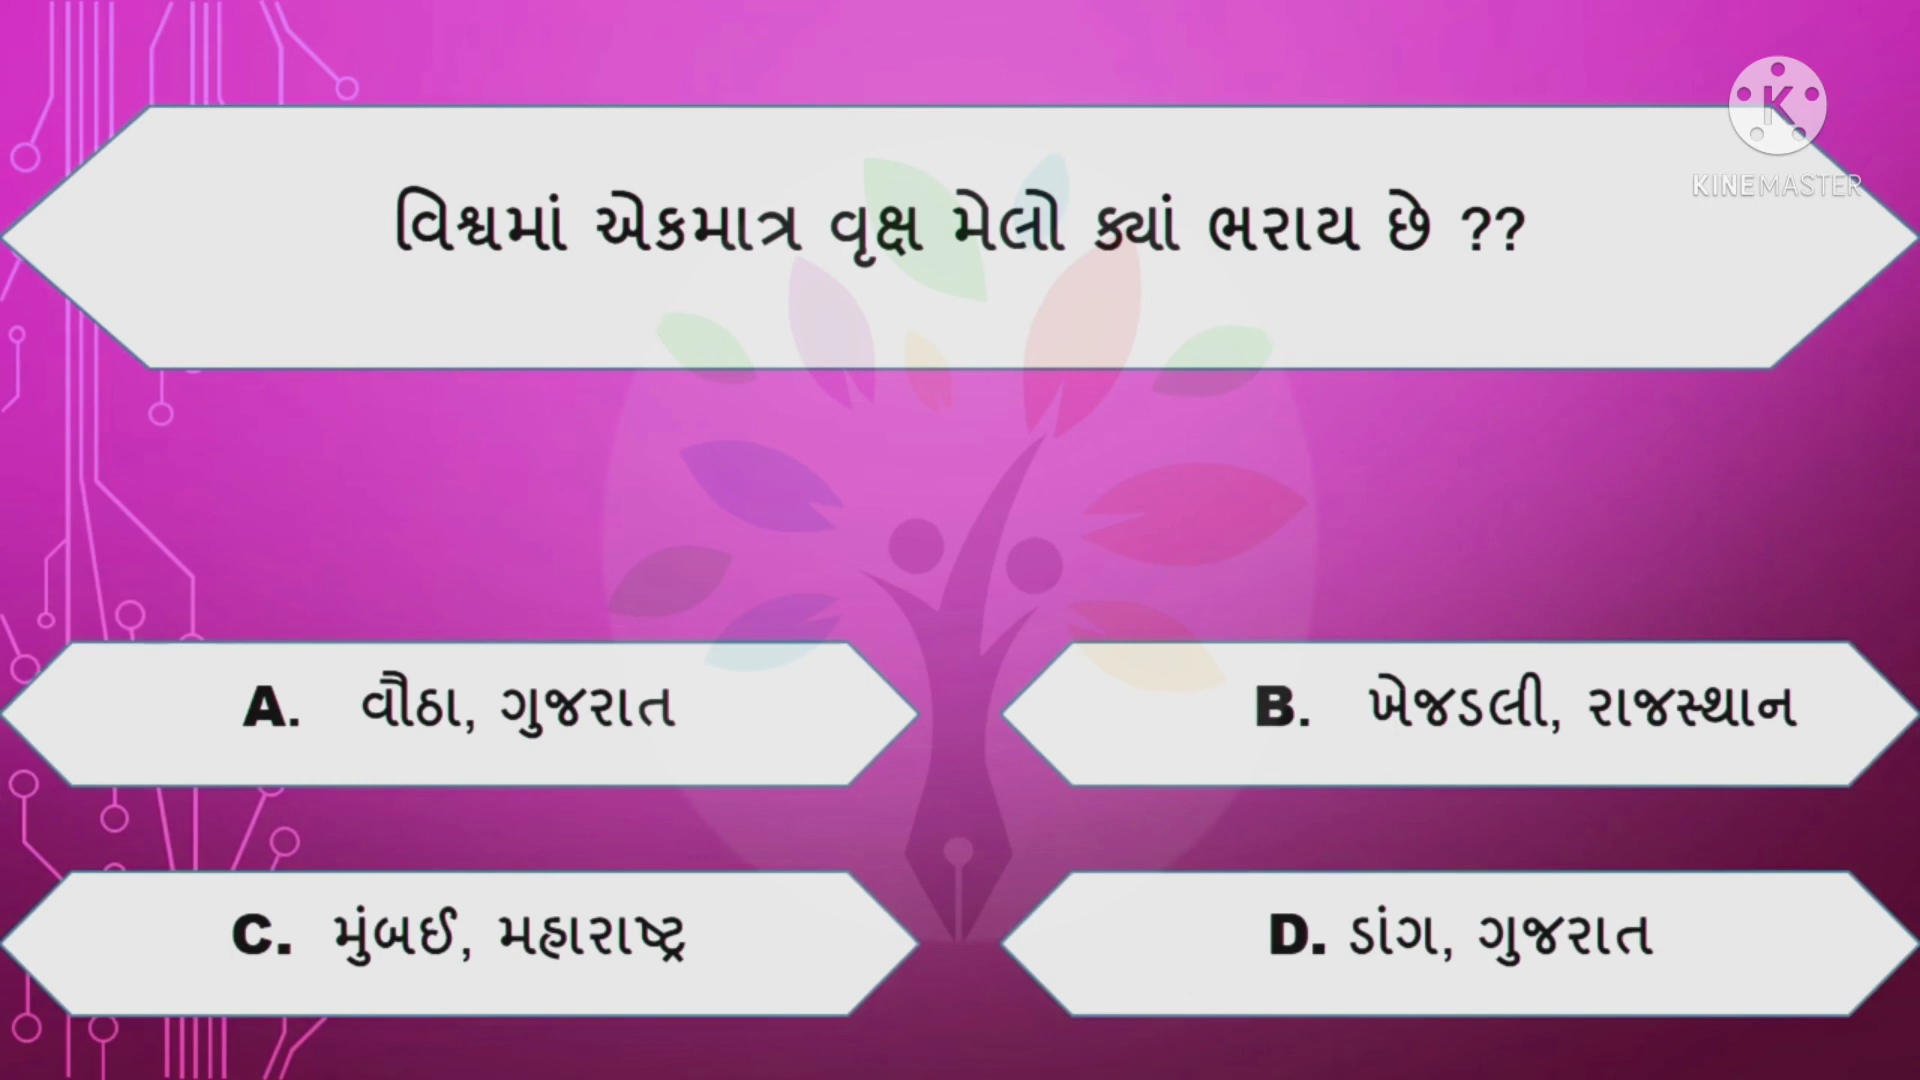 વિશ્વમાં એકમાત્ર વૃક્ષ મેલો ક્યાં ભરાય છે ??
K
KINEMASTER
A. વૌઠા, ગુજરાત
B. ખેજડલી, રાજસ્થાન
C. મુંબઈ, મહારાષ્ટ્ર
D. ડાંગ, ગુજરાત